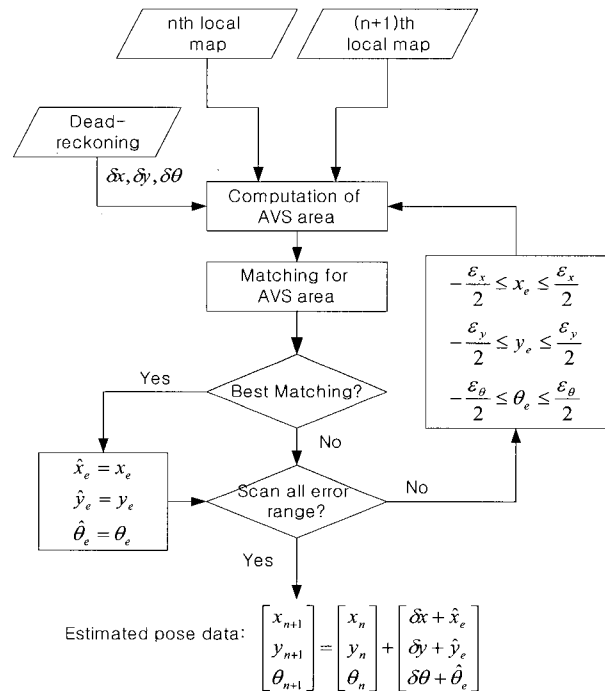 nth local
map
(n+1)th
local map
Dead-
reckoning
δx, δy, δθ
Computation of
AVS area
Matching for
AVS area
Best Matching?
Yes
No
x̂_e = x_e
ŷ_e = y_e
θ̂_e = θ_e
Scan all error
range?
No
Yes
-ε_x/2 ≤ x_e ≤ ε_x/2
-ε_y/2 ≤ y_e ≤ ε_y/2
-ε_θ/2 ≤ θ_e ≤ ε_θ/2
Estimated pose data:
[x_{n+1}] = [x_n] + [δx + x̂_e]
[y_{n+1}] = [y_n] + [δy + ŷ_e]
[θ_{n+1}] = [θ_n] + [δθ + θ̂_e]